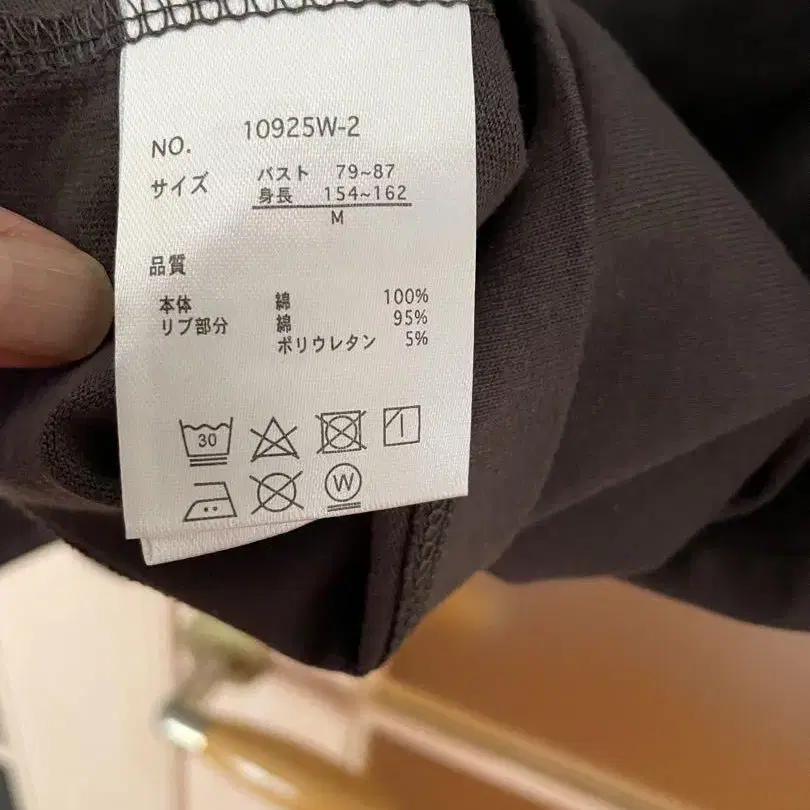 NO. 10925W-2
サイズ バスト 79~87
身長 154~162
M
品質
本体 綿 100%
リブ部分 綿 95%
ポリウレタン 5%
30
W